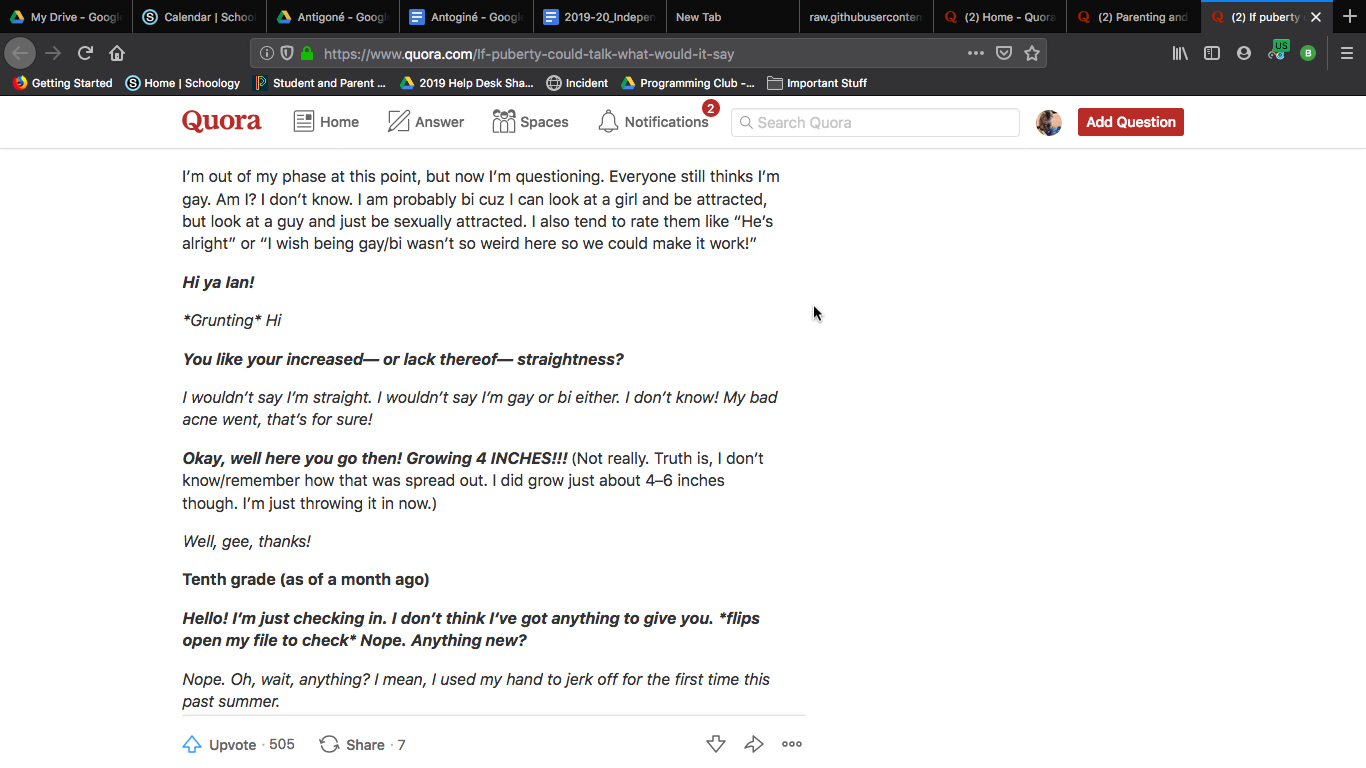 My Drive - Googl
Calendar | Schoo
Antigoné - Googl
Antoginé - Googl
2019-20_Indepen
New Tab
raw.githubuserconten
(2) Home - Quora
(2) Parenting and
(2) If puberty
https://www.quora.com/If-puberty-could-talk-what-would-it-say
US
B
Getting Started
Home | Schoology
Student and Parent ...
2019 Help Desk Sha...
Incident
Programming Club -...
Important Stuff
Quora
Home
Answer
Spaces
Notifications
2
Search Quora
Add Question
I’m out of my phase at this point, but now I’m questioning. Everyone still thinks I’m
gay. Am I? I don’t know. I am probably bi cuz I can look at a girl and be attracted,
but look at a guy and just be sexually attracted. I also tend to rate them like “He’s
alright” or “I wish being gay/bi wasn’t so weird here so we could make it work!”
Hi ya Ian!
*Grunting* Hi
You like your increased— or lack thereof— straightness?
I wouldn’t say I’m straight. I wouldn’t say I’m gay or bi either. I don’t know! My bad
acne went, that’s for sure!
Okay, well here you go then! Growing 4 INCHES!!! (Not really. Truth is, I don’t
know/remember how that was spread out. I did grow just about 4–6 inches
though. I’m just throwing it in now.)
Well, gee, thanks!
Tenth grade (as of a month ago)
Hello! I’m just checking in. I don’t think I’ve got anything to give you. *flips
open my file to check* Nope. Anything new?
Nope. Oh, wait, anything? I mean, I used my hand to jerk off for the first time this
past summer.
Upvote · 505
Share · 7